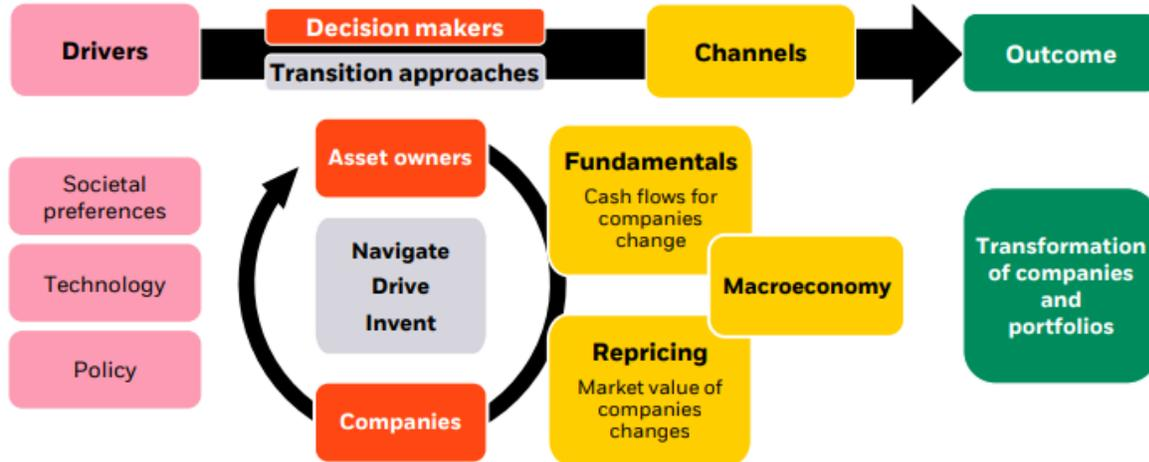 Drivers
Decision makers
Transition approaches
Channels
Outcome
Societal
preferences
Technology
Policy
Asset owners
Navigate
Drive
Invent
Companies
Fundamentals
Cash flows for
companies
change
Macroeconomy
Repricing
Market value of
companies
changes
Transformation
of companies
and
portfolios